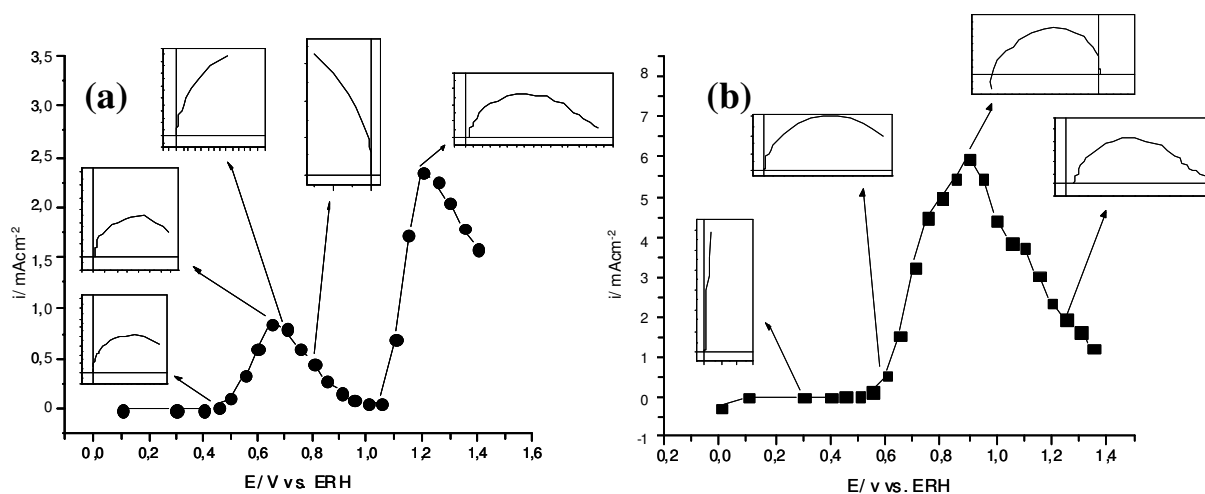 (a)
i/ mAcm-2
3,5
3,0
2,5
2,0
1,5
1,0
0,5
0
0,0 0,2 0,4 0,6 0,8 1,0 1,2 1,4 1,6
E/ V vs. ERH
(b)
i/ mAcm-2
8
7
6
5
4
3
2
1
0
-1
0,0 0,2 0,4 0,6 0,8 1,0 1,2 1,4
E/ v vs. ERH